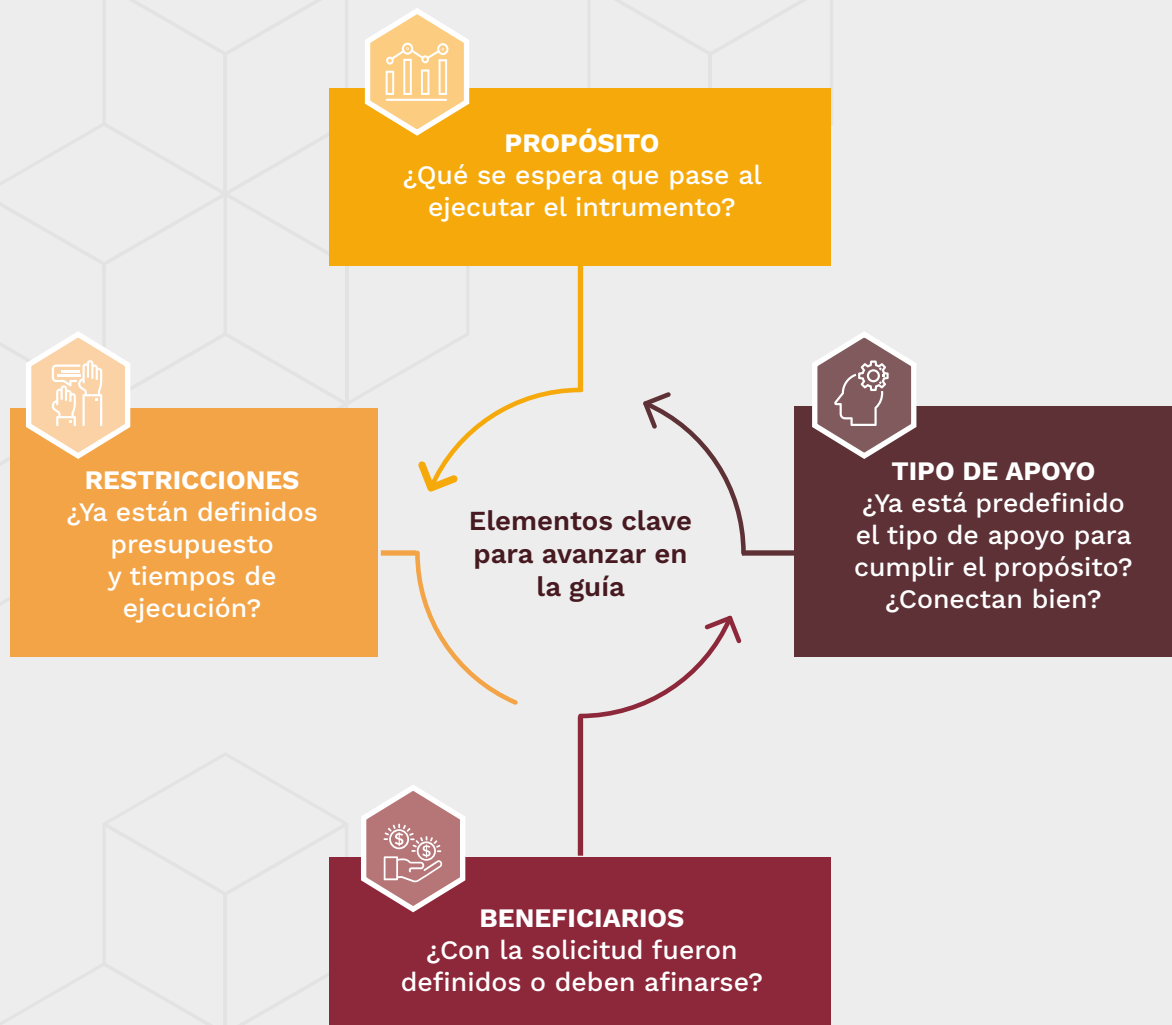 PROPÓSITO
¿Qué se espera que pase al
ejecutar el intrumento?
RESTRICCIONES
¿Ya están definidos
presupuesto
y tiempos de
ejecución?
Elementos clave
para avanzar en
la guía
TIPO DE APOYO
¿Ya está predefinido
el tipo de apoyo para
cumplir el propósito?
¿Conectan bien?
BENEFICIARIOS
¿Con la solicitud fueron
definidos o deben afinarse?